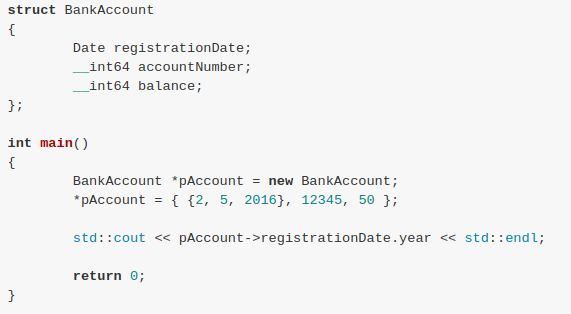 struct BankAccount
{
        Date registrationDate;
        __int64 accountNumber;
        __int64 balance;
};

int main()
{
        BankAccount *pAccount = new BankAccount;
        *pAccount = { {2, 5, 2016}, 12345, 50 };

        std::cout << pAccount->registrationDate.year << std::endl;

        return 0;
}